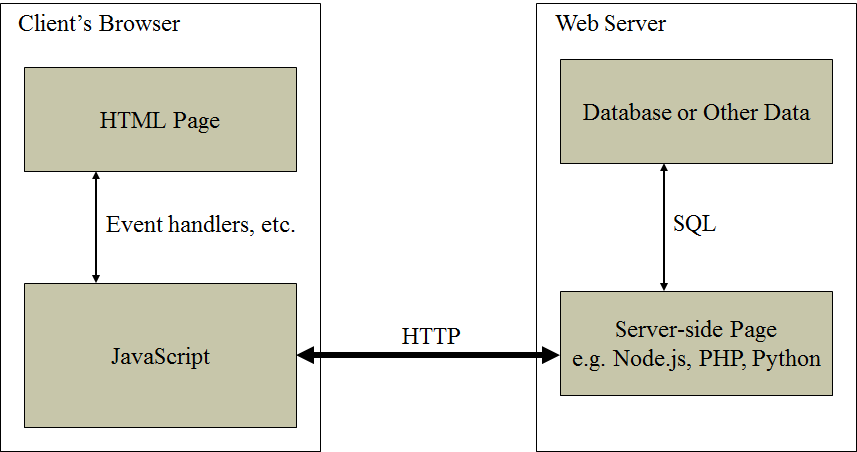 Client’s Browser
HTML Page
Event handlers, etc.
JavaScript
HTTP
Web Server
Database or Other Data
SQL
Server-side Page
e.g. Node.js, PHP, Python